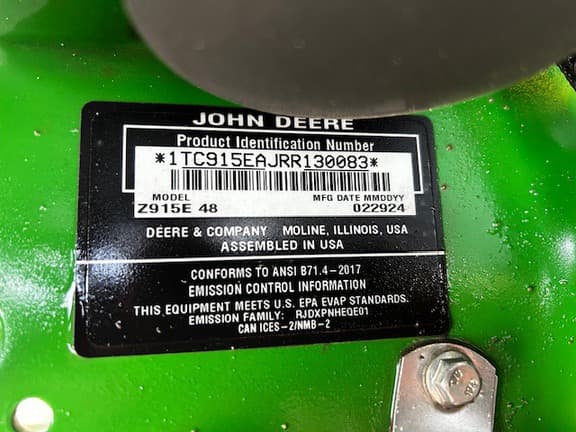 JOHN DEERE
Product Identification Number
*1TC915EAJRR130083*
MODEL MFG DATE MMDDYY
Z915E 48 022924
DEERE & COMPANY MOLINE, ILLINOIS, USA
ASSEMBLED IN USA
CONFORMS TO ANSI B71.4-2017
EMISSION CONTROL INFORMATION
THIS EQUIPMENT MEETS U.S. EPA EVAP STANDARDS.
EMISSION FAMILY: RJDXPNHEQE01
CAN ICES-2/NMB-2